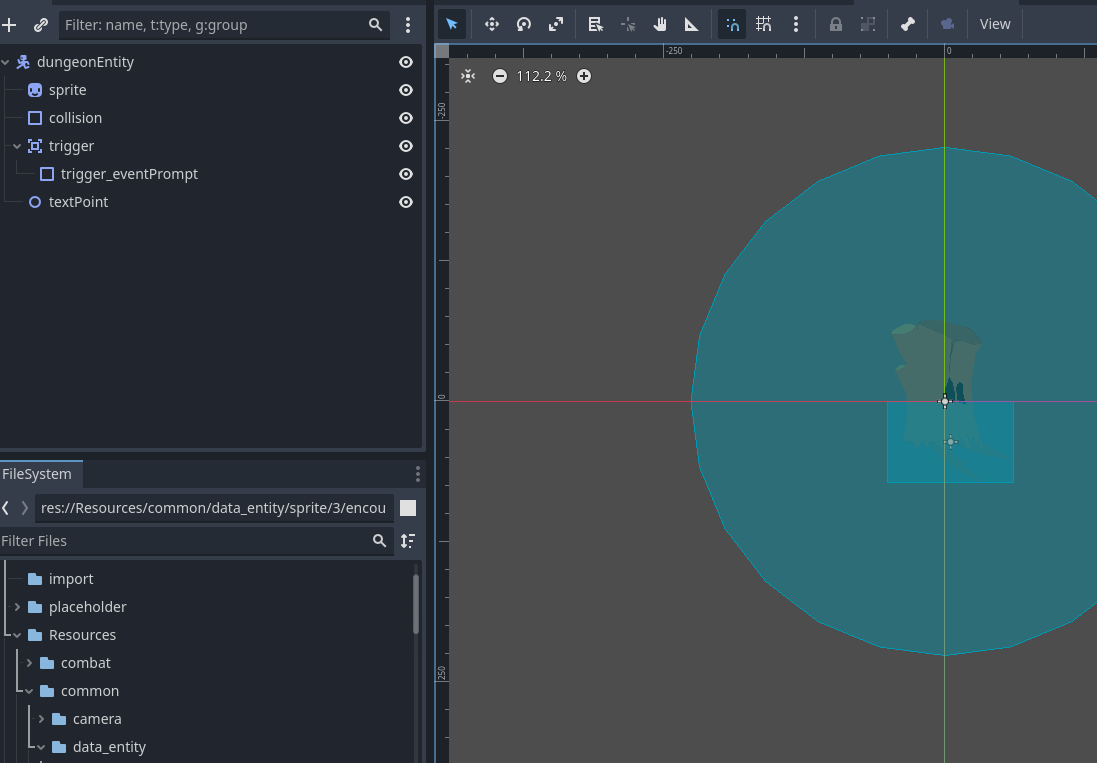 Filter: name, t:type, g:group
dungeonEntity
sprite
collision
trigger
trigger_eventPrompt
textPoint
FileSystem
res://Resources/common/data_entity/sprite/3/encou
Filter Files
import
placeholder
Resources
combat
common
camera
data_entity
View
-250
0
112.2 %
-250
0
250